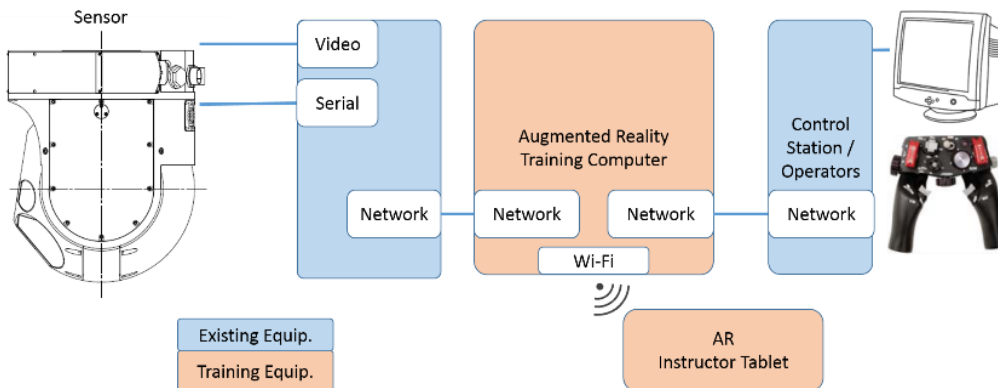 Sensor
Video
Serial
Network
Augmented Reality
Training Computer
Network
Network
Wi-Fi
Control
Station /
Operators
Network
Existing Equip.
Training Equip.
AR
Instructor Tablet